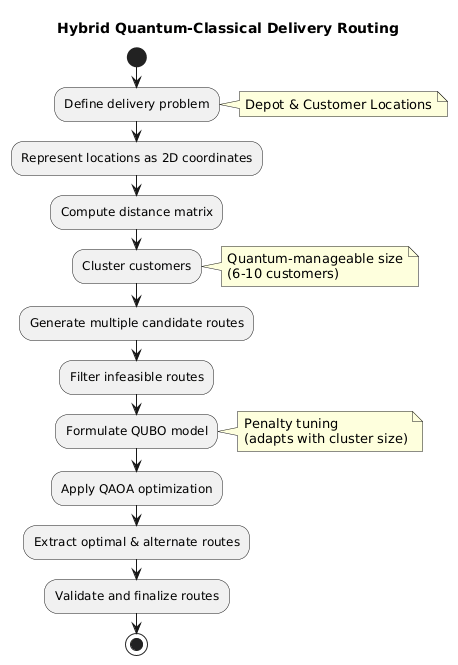 Hybrid Quantum-Classical Delivery Routing
Define delivery problem
Depot & Customer Locations
Represent locations as 2D coordinates
Compute distance matrix
Cluster customers
Quantum-manageable size
(6-10 customers)
Generate multiple candidate routes
Filter infeasible routes
Formulate QUBO model
Penalty tuning
(adapts with cluster size)
Apply QAOA optimization
Extract optimal & alternate routes
Validate and finalize routes